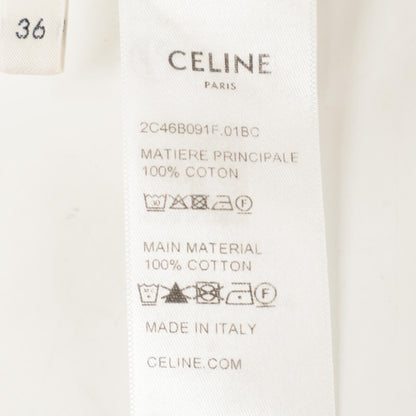 36
CELINE
PARIS
2C46B091F.01BC
MATIERE PRINCIPALE
100% COTON
MAIN MATERIAL
100% COTTON
MADE IN ITALY
CELINE.COM